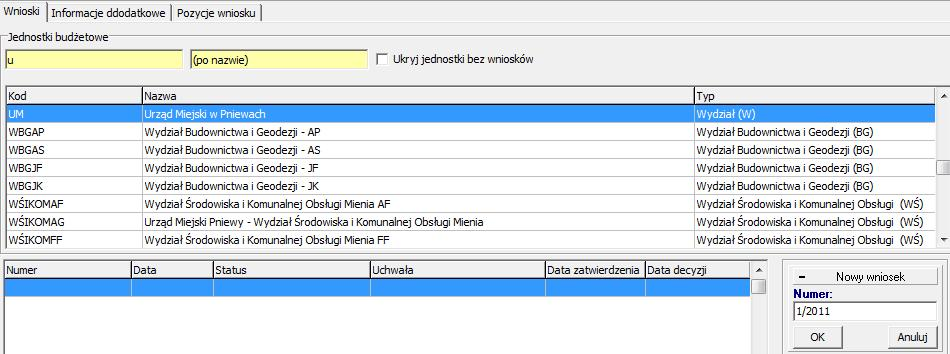 Wnioski Informacje ddodatkowe Pozycje wniosku
Jednostki budżetowe
u (po nazwie) Ukryj jednostki bez wniosków
Kod Nazwa Typ
UM Urząd Miejski w Pniewach Wydział (W)
WBGAP Wydział Budownictwa i Geodezji - AP Wydział Budownictwa i Geodezji (BG)
WBGAS Wydział Budownictwa i Geodezji - AS Wydział Budownictwa i Geodezji (BG)
WBGJF Wydział Budownictwa i Geodezji - JF Wydział Budownictwa i Geodezji (BG)
WBGJK Wydział Budownictwa i Geodezji - JK Wydział Budownictwa i Geodezji (BG)
WŚIKOMAF Wydział Środowiska i Komunalnej Obsługi Mienia AF Wydział Środowiska i Komunalnej Obsługi (WŚ)
WŚIKOMAG Urząd Miejski Pniewy - Wydział Środowiska i Komunalnej Obsługi Mienia Wydział Środowiska i Komunalnej Obsługi (WŚ)
WŚIKOMFF Wydział Środowiska i Komunalnej Obsługi Mienia FF Wydział Środowiska i Komunalnej Obsługi (WŚ)
Numer Data Status Uchwała Data zatwierdzenia Data decyzji
- Nowy wniosek
Numer:
1/2011
OK Anuluj